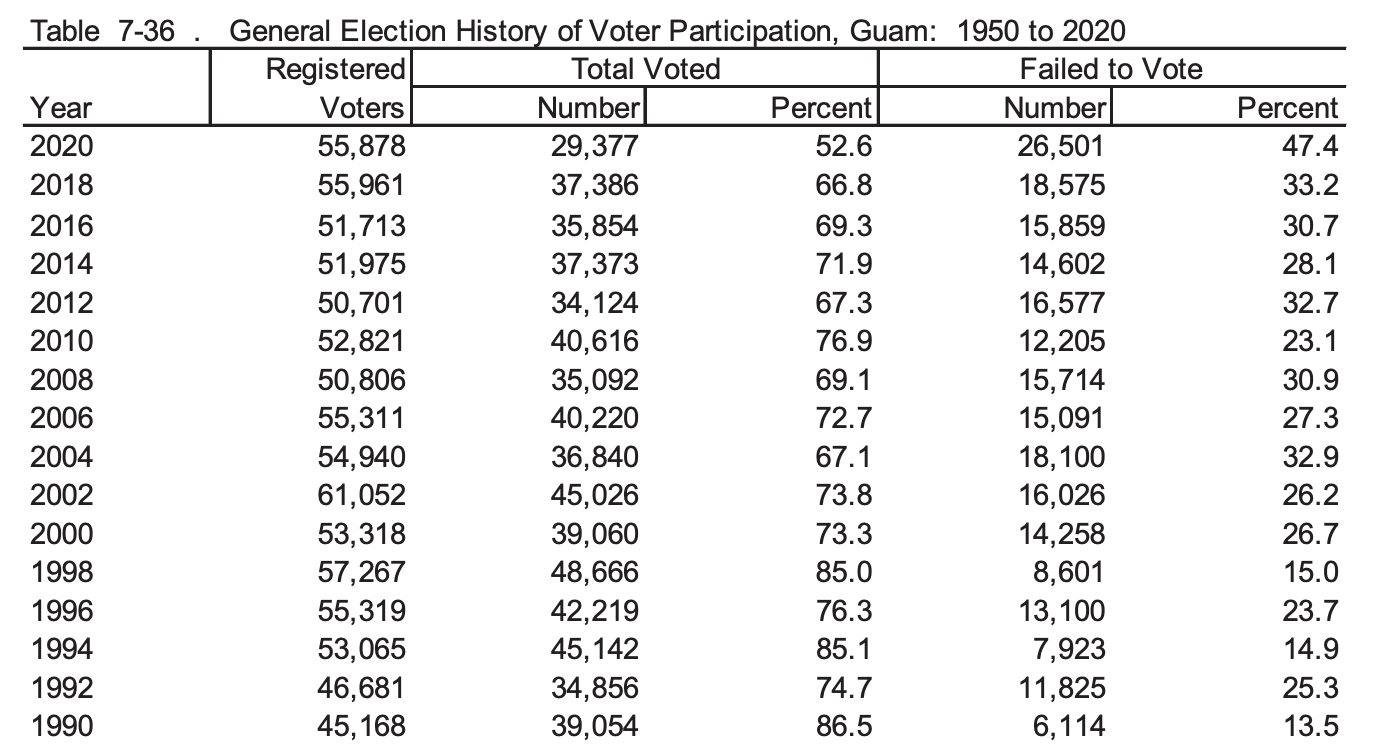 Table 7-36 . General Election History of Voter Participation, Guam: 1950 to 2020
Registered Total Voted Failed to Vote
Year Voters Number Percent Number Percent
2020 55,878 29,377 52.6 26,501 47.4
2018 55,961 37,386 66.8 18,575 33.2
2016 51,713 35,854 69.3 15,859 30.7
2014 51,975 37,373 71.9 14,602 28.1
2012 50,701 34,124 67.3 16,577 32.7
2010 52,821 40,616 76.9 12,205 23.1
2008 50,806 35,092 69.1 15,714 30.9
2006 55,311 40,220 72.7 15,091 27.3
2004 54,940 36,840 67.1 18,100 32.9
2002 61,052 45,026 73.8 16,026 26.2
2000 53,318 39,060 73.3 14,258 26.7
1998 57,267 48,666 85.0 8,601 15.0
1996 55,319 42,219 76.3 13,100 23.7
1994 53,065 45,142 85.1 7,923 14.9
1992 46,681 34,856 74.7 11,825 25.3
1990 45,168 39,054 86.5 6,114 13.5